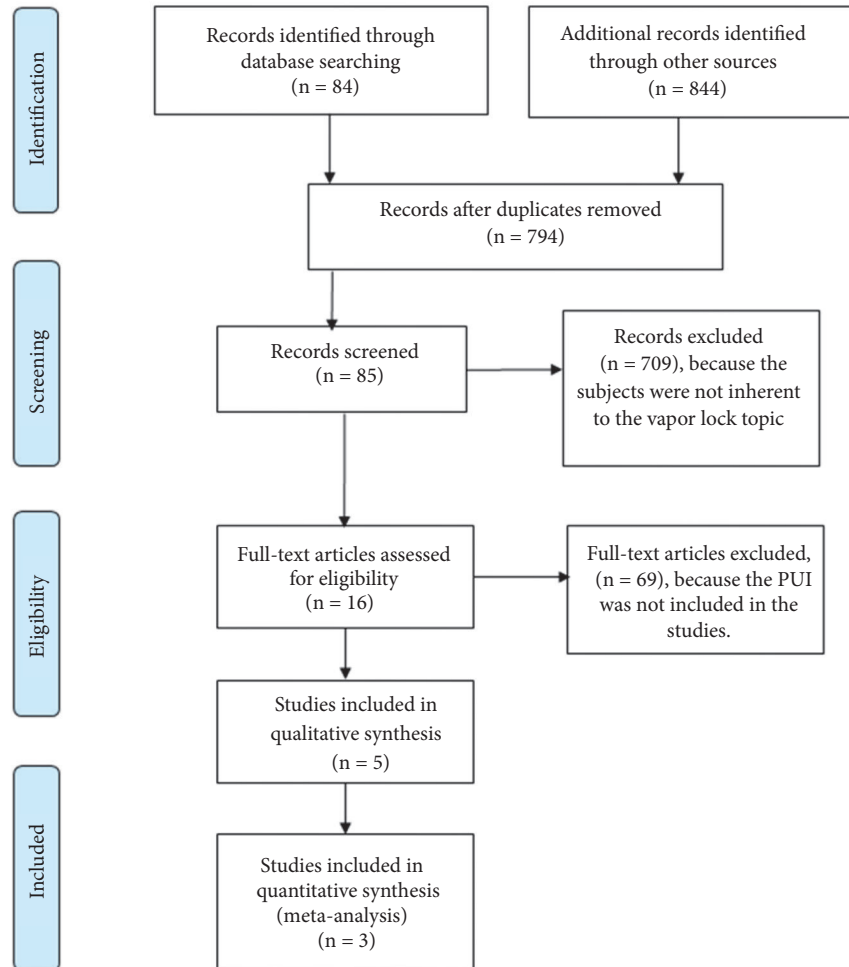 Identification
Records identified through
database searching
(n = 84)
Additional records identified
through other sources
(n = 844)
Records after duplicates removed
(n = 794)
Screening
Records screened
(n = 85)
Records excluded
(n = 709), because the
subjects were not inherent
to the vapor lock topic
Eligibility
Full-text articles assessed
for eligibility
(n = 16)
Full-text articles excluded,
(n = 69), because the PUI
was not included in the
studies.
Studies included in
qualitative synthesis
(n = 5)
Included
Studies included in
quantitative synthesis
(meta-analysis)
(n = 3)